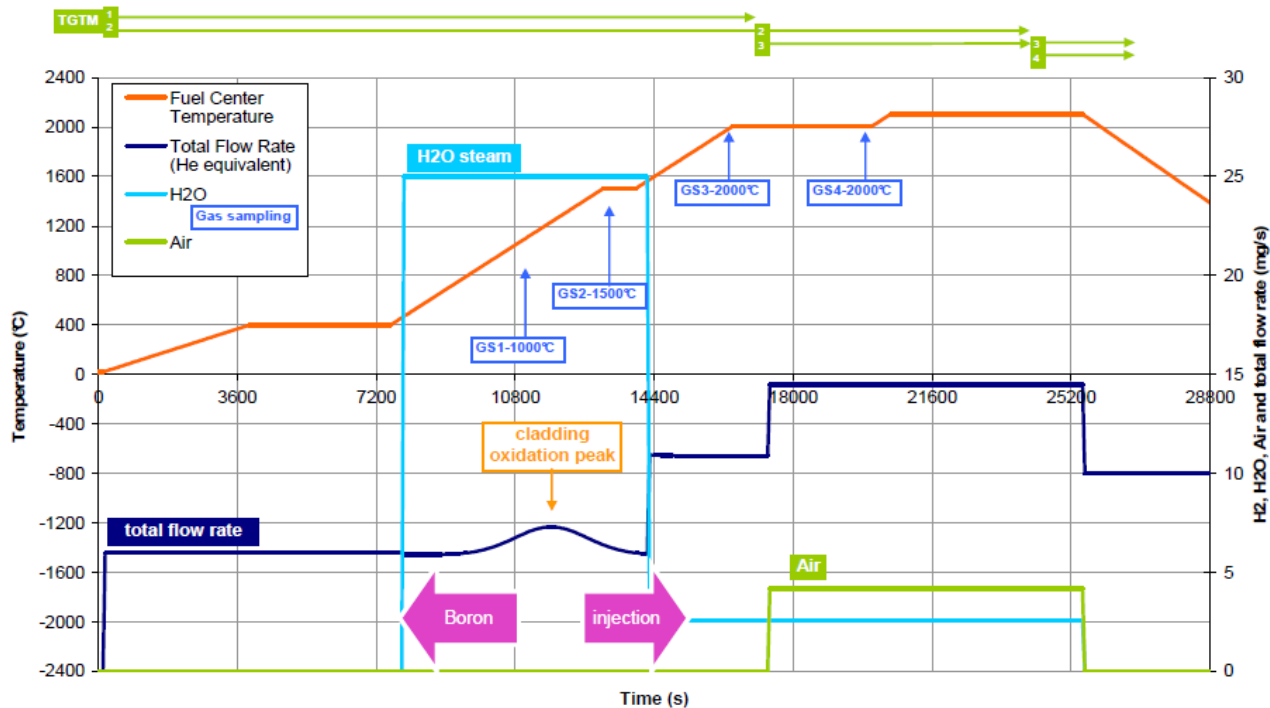 TGTM
1
2
2
3
3
4
2400
2000
1600
1200
800
400
0
-400
-800
-1200
-1600
-2000
-2400
Temperature (℃)
Fuel Center
Temperature
Total Flow Rate
(He equivalent)
H2O
Gas sampling
Air
H2O steam
GS1-1000℃
GS2-1500℃
GS3-2000℃
GS4-2000℃
0
3600
7200
10800
14400
18000
21600
25200
28800
cladding
oxidation peak
total flow rate
Boron
injection
Air
30
25
20
15
10
5
0
H2, H2O, Air and total flow rate (mg/s)
Time (s)